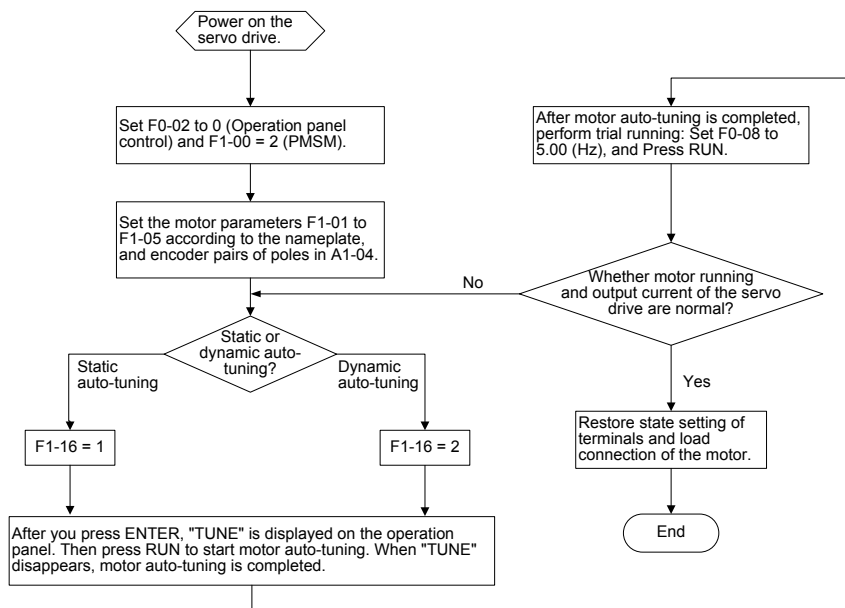 Power on the
servo drive.
Set F0-02 to 0 (Operation panel
control) and F1-00 = 2 (PMSM).
Set the motor parameters F1-01 to
F1-05 according to the nameplate,
and encoder pairs of poles in A1-04.
Static or
dynamic auto-
tuning?
Static
auto-tuning
Dynamic
auto-tuning
F1-16 = 1
F1-16 = 2
After you press ENTER, "TUNE" is displayed on the operation
panel. Then press RUN to start motor auto-tuning. When "TUNE"
disappears, motor auto-tuning is completed.
After motor auto-tuning is completed,
perform trial running: Set F0-08 to
5.00 (Hz), and Press RUN.
Whether motor running
and output current of the servo
drive are normal?
No
Yes
Restore state setting of
terminals and load
connection of the motor.
End